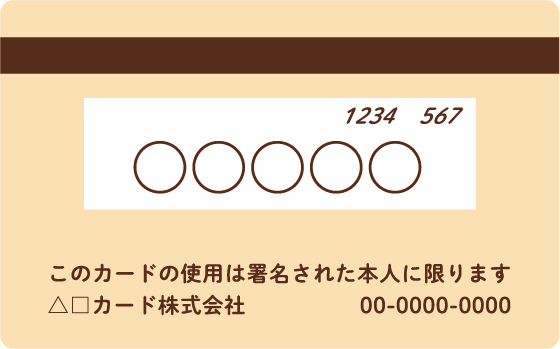 1234 567
○○○○○
このカードの使用は署名された本人に限ります
△□カード株式会社 00-0000-0000